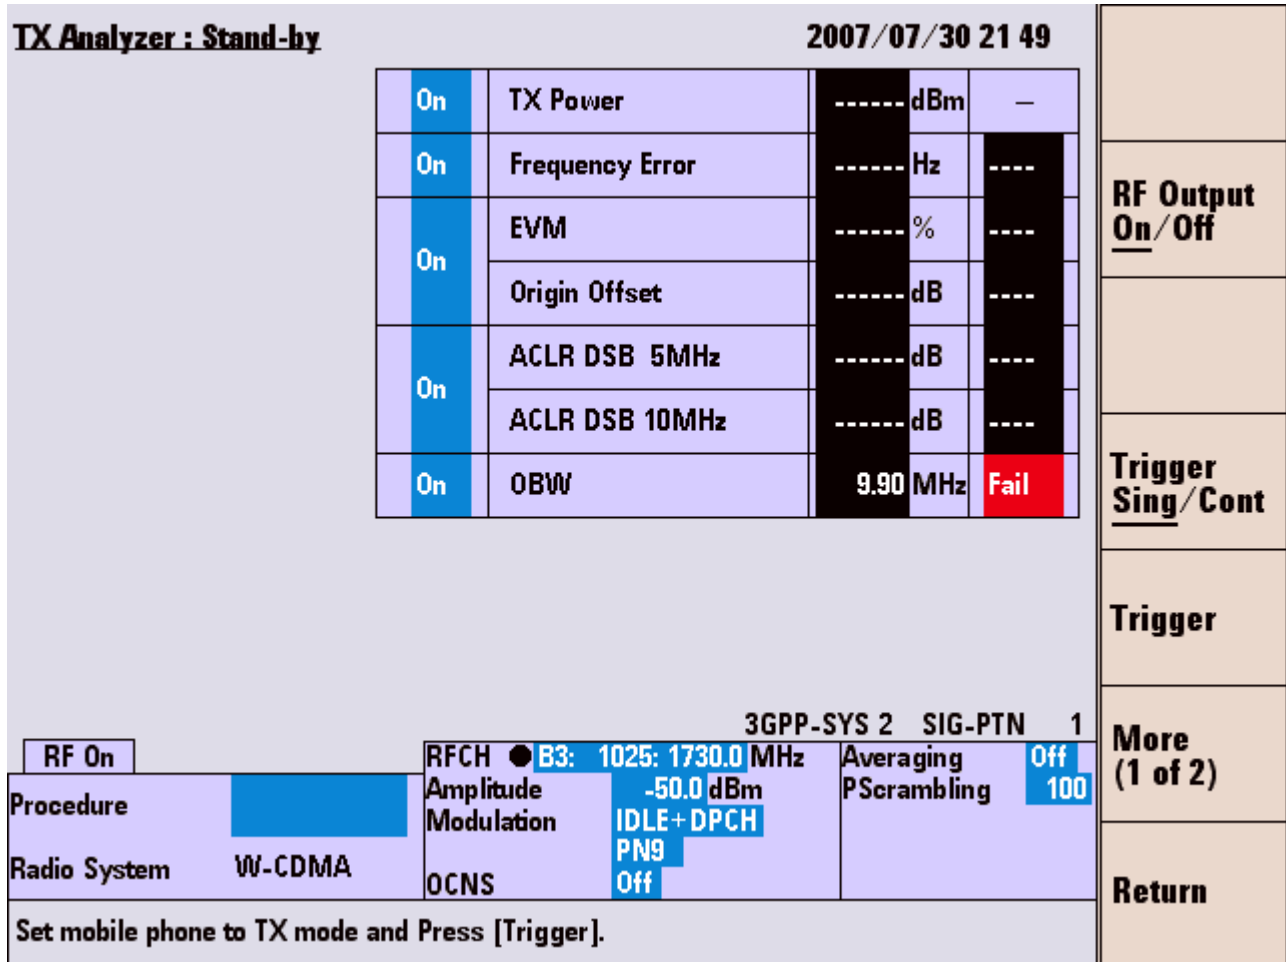 TX Analyzer : Stand-by 2007/07/30 21 49
On TX Power ------ dBm –
On Frequency Error ------ Hz ----
On EVM ------ % ----
Origin Offset ------ dB ----
On ACLR DSB 5MHz ------ dB ----
ACLR DSB 10MHz ------ dB ----
On OBW 9.90 MHz Fail
3GPP-SYS 2 SIG-PTN 1
RF On
Procedure
Radio System W-CDMA
RFCH ● B3: 1025: 1730.0 MHz
Amplitude -50.0 dBm
Modulation IDLE+DPCH
PN9
OCNS Off
Averaging Off
PScrambling 100
Set mobile phone to TX mode and Press [Trigger].
RF Output
On/Off
Trigger
Sing/Cont
Trigger
More
(1 of 2)
Return